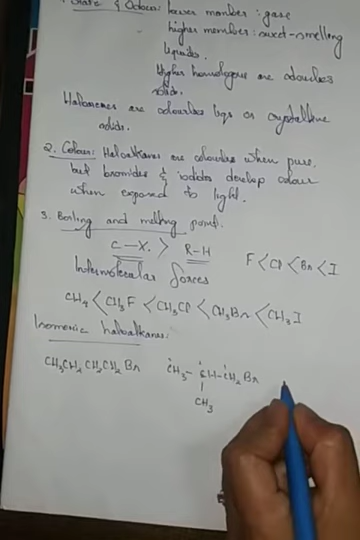 1. State & Odour: lower member: gase
higher member: sweet-smelling
liquids.
Higher homologous are odourless
solids.
Haloarenes are odourless liqs or crystalline
solids.
2. Colour: Haloalkanes are colourless when pure.
but bromides & iodides develop colour
when exposed to light.
3. Boiling and melting point.
C-X. > R-H
F < Cl < Br < I
Intermolecular forces
CH4 < CH3F < CH3Cl < CH3Br < CH3I
Isomeric haloalkanes:
CH3CH2CH2CH2Br CH3-CH-CH2Br
CH3